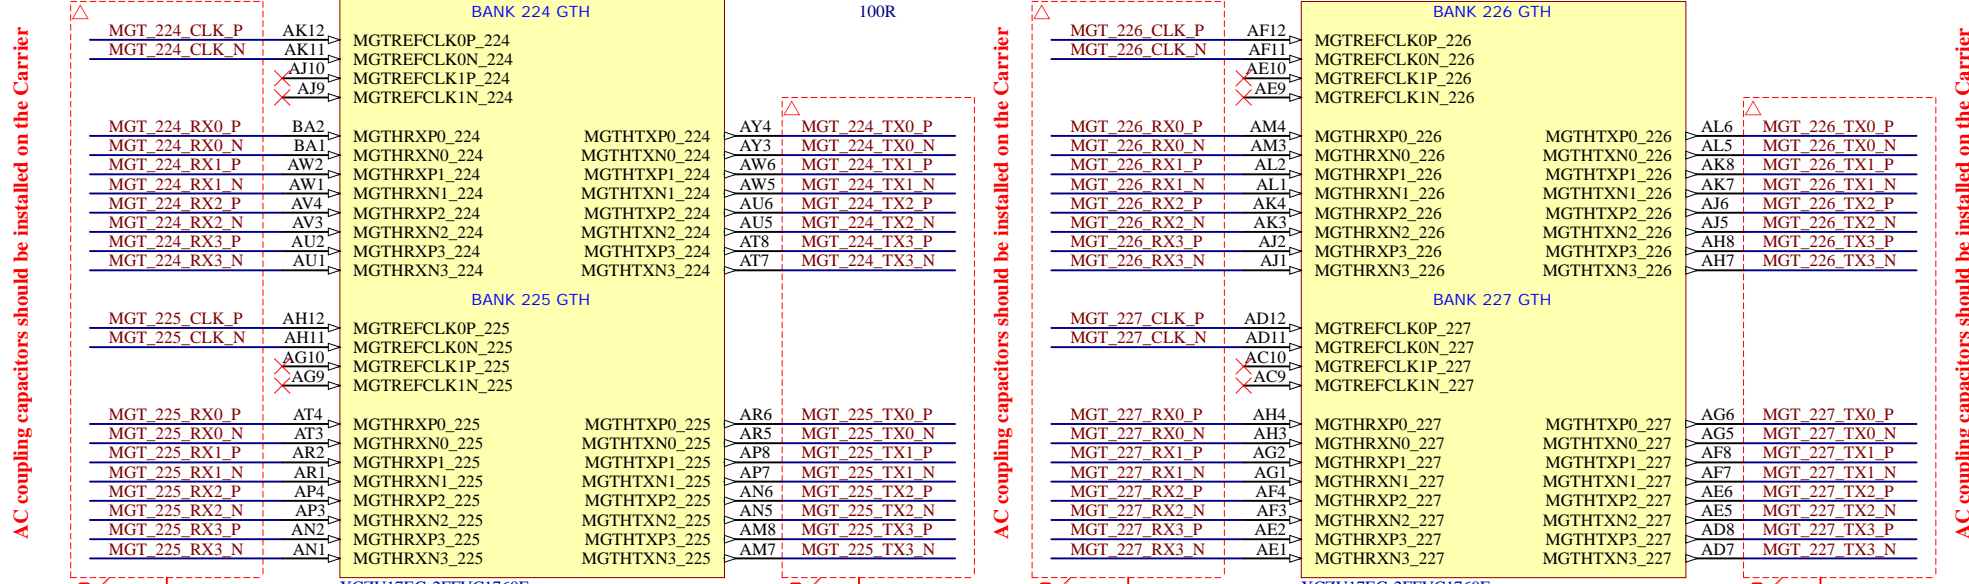 AC coupling capacitors should be installed on the Carrier
BANK 224 GTH
MGT_224_CLK_P AK12 MGTREFCLK0P_224
MGT_224_CLK_N AK11 MGTREFCLK0N_224
AJ10 MGTREFCLK1P_224
AJ9 MGTREFCLK1N_224
MGT_224_RX0_P BA2 MGTHRXP0_224 MGTHTXP0_224 AY4 MGT_224_TX0_P
MGT_224_RX0_N BA1 MGTHRXN0_224 MGTHTXN0_224 AY3 MGT_224_TX0_N
MGT_224_RX1_P AW2 MGTHRXP1_224 MGTHTXP1_224 AW6 MGT_224_TX1_P
MGT_224_RX1_N AW1 MGTHRXN1_224 MGTHTXN1_224 AW5 MGT_224_TX1_N
MGT_224_RX2_P AV4 MGTHRXP2_224 MGTHTXP2_224 AU6 MGT_224_TX2_P
MGT_224_RX2_N AV3 MGTHRXN2_224 MGTHTXN2_224 AU5 MGT_224_TX2_N
MGT_224_RX3_P AU2 MGTHRXP3_224 MGTHTXP3_224 AT8 MGT_224_TX3_P
MGT_224_RX3_N AU1 MGTHRXN3_224 MGTHTXN3_224 AT7 MGT_224_TX3_N
BANK 225 GTH
MGT_225_CLK_P AH12 MGTREFCLK0P_225
MGT_225_CLK_N AH11 MGTREFCLK0N_225
AG10 MGTREFCLK1P_225
AG9 MGTREFCLK1N_225
MGT_225_RX0_P AT4 MGTHRXP0_225 MGTHTXP0_225 AR6 MGT_225_TX0_P
MGT_225_RX0_N AT3 MGTHRXN0_225 MGTHTXN0_225 AR5 MGT_225_TX0_N
MGT_225_RX1_P AR2 MGTHRXP1_225 MGTHTXP1_225 AP8 MGT_225_TX1_P
MGT_225_RX1_N AR1 MGTHRXN1_225 MGTHTXN1_225 AP7 MGT_225_TX1_N
MGT_225_RX2_P AP4 MGTHRXP2_225 MGTHTXP2_225 AN6 MGT_225_TX2_P
MGT_225_RX2_N AP3 MGTHRXN2_225 MGTHTXN2_225 AN5 MGT_225_TX2_N
MGT_225_RX3_P AN2 MGTHRXP3_225 MGTHTXP3_225 AM8 MGT_225_TX3_P
MGT_225_RX3_N AN1 MGTHRXN3_225 MGTHTXN3_225 AM7 MGT_225_TX3_N
100R
AC coupling capacitors should be installed on the Carrier
BANK 226 GTH
MGT_226_CLK_P AF12 MGTREFCLK0P_226
MGT_226_CLK_N AF11 MGTREFCLK0N_226
AE10 MGTREFCLK1P_226
AE9 MGTREFCLK1N_226
MGT_226_RX0_P AM4 MGTHRXP0_226 MGTHTXP0_226 AL6 MGT_226_TX0_P
MGT_226_RX0_N AM3 MGTHRXN0_226 MGTHTXN0_226 AL5 MGT_226_TX0_N
MGT_226_RX1_P AL2 MGTHRXP1_226 MGTHTXP1_226 AK8 MGT_226_TX1_P
MGT_226_RX1_N AL1 MGTHRXN1_226 MGTHTXN1_226 AK7 MGT_226_TX1_N
MGT_226_RX2_P AK4 MGTHRXP2_226 MGTHTXP2_226 AJ6 MGT_226_TX2_P
MGT_226_RX2_N AK3 MGTHRXN2_226 MGTHTXN2_226 AJ5 MGT_226_TX2_N
MGT_226_RX3_P AJ2 MGTHRXP3_226 MGTHTXP3_226 AH8 MGT_226_TX3_P
MGT_226_RX3_N AJ1 MGTHRXN3_226 MGTHTXN3_226 AH7 MGT_226_TX3_N
BANK 227 GTH
MGT_227_CLK_P AD12 MGTREFCLK0P_227
MGT_227_CLK_N AD11 MGTREFCLK0N_227
AC10 MGTREFCLK1P_227
AC9 MGTREFCLK1N_227
MGT_227_RX0_P AH4 MGTHRXP0_227 MGTHTXP0_227 AG6 MGT_227_TX0_P
MGT_227_RX0_N AH3 MGTHRXN0_227 MGTHTXN0_227 AG5 MGT_227_TX0_N
MGT_227_RX1_P AG2 MGTHRXP1_227 MGTHTXP1_227 AF8 MGT_227_TX1_P
MGT_227_RX1_N AG1 MGTHRXN1_227 MGTHTXN1_227 AF7 MGT_227_TX1_N
MGT_227_RX2_P AF4 MGTHRXP2_227 MGTHTXP2_227 AE6 MGT_227_TX2_P
MGT_227_RX2_N AF3 MGTHRXN2_227 MGTHTXN2_227 AE5 MGT_227_TX2_N
MGT_227_RX3_P AE2 MGTHRXP3_227 MGTHTXP3_227 AD8 MGT_227_TX3_P
MGT_227_RX3_N AE1 MGTHRXN3_227 MGTHTXN3_227 AD7 MGT_227_TX3_N
AC coupling capacitors should be installed on the Carrier